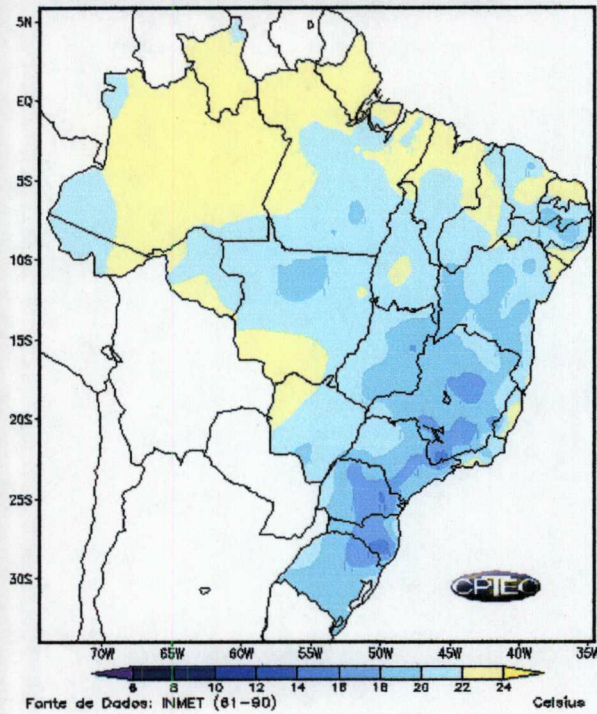 5N
EQ
5S
10S
15S
20S
25S
30S
CPTEC
70W 65W 60W 55W 50W 45W 40W 35W
6 8 10 12 14 16 18 20 22 24
Fonte de Dados: INMET (61-90) Celsius